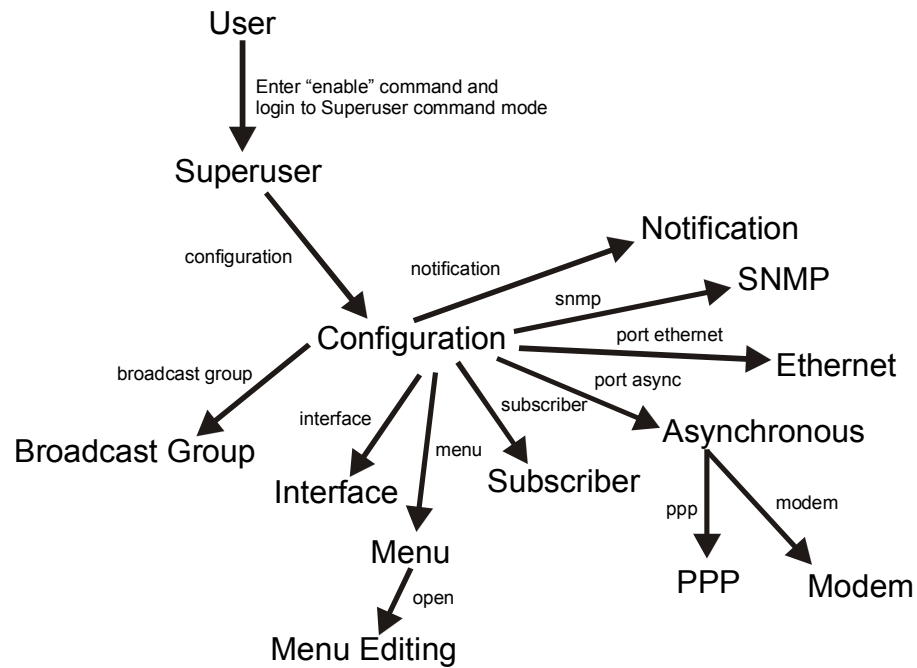 User
Enter “enable” command and
login to Superuser command mode
Superuser
configuration
notification
Notification
snmp
SNMP
Configuration
port ethernet
Ethernet
broadcast group
port async
interface
subscriber
menu
Broadcast Group
Asynchronous
Interface
Subscriber
ppp
modem
Menu
PPP
Modem
open
Menu Editing